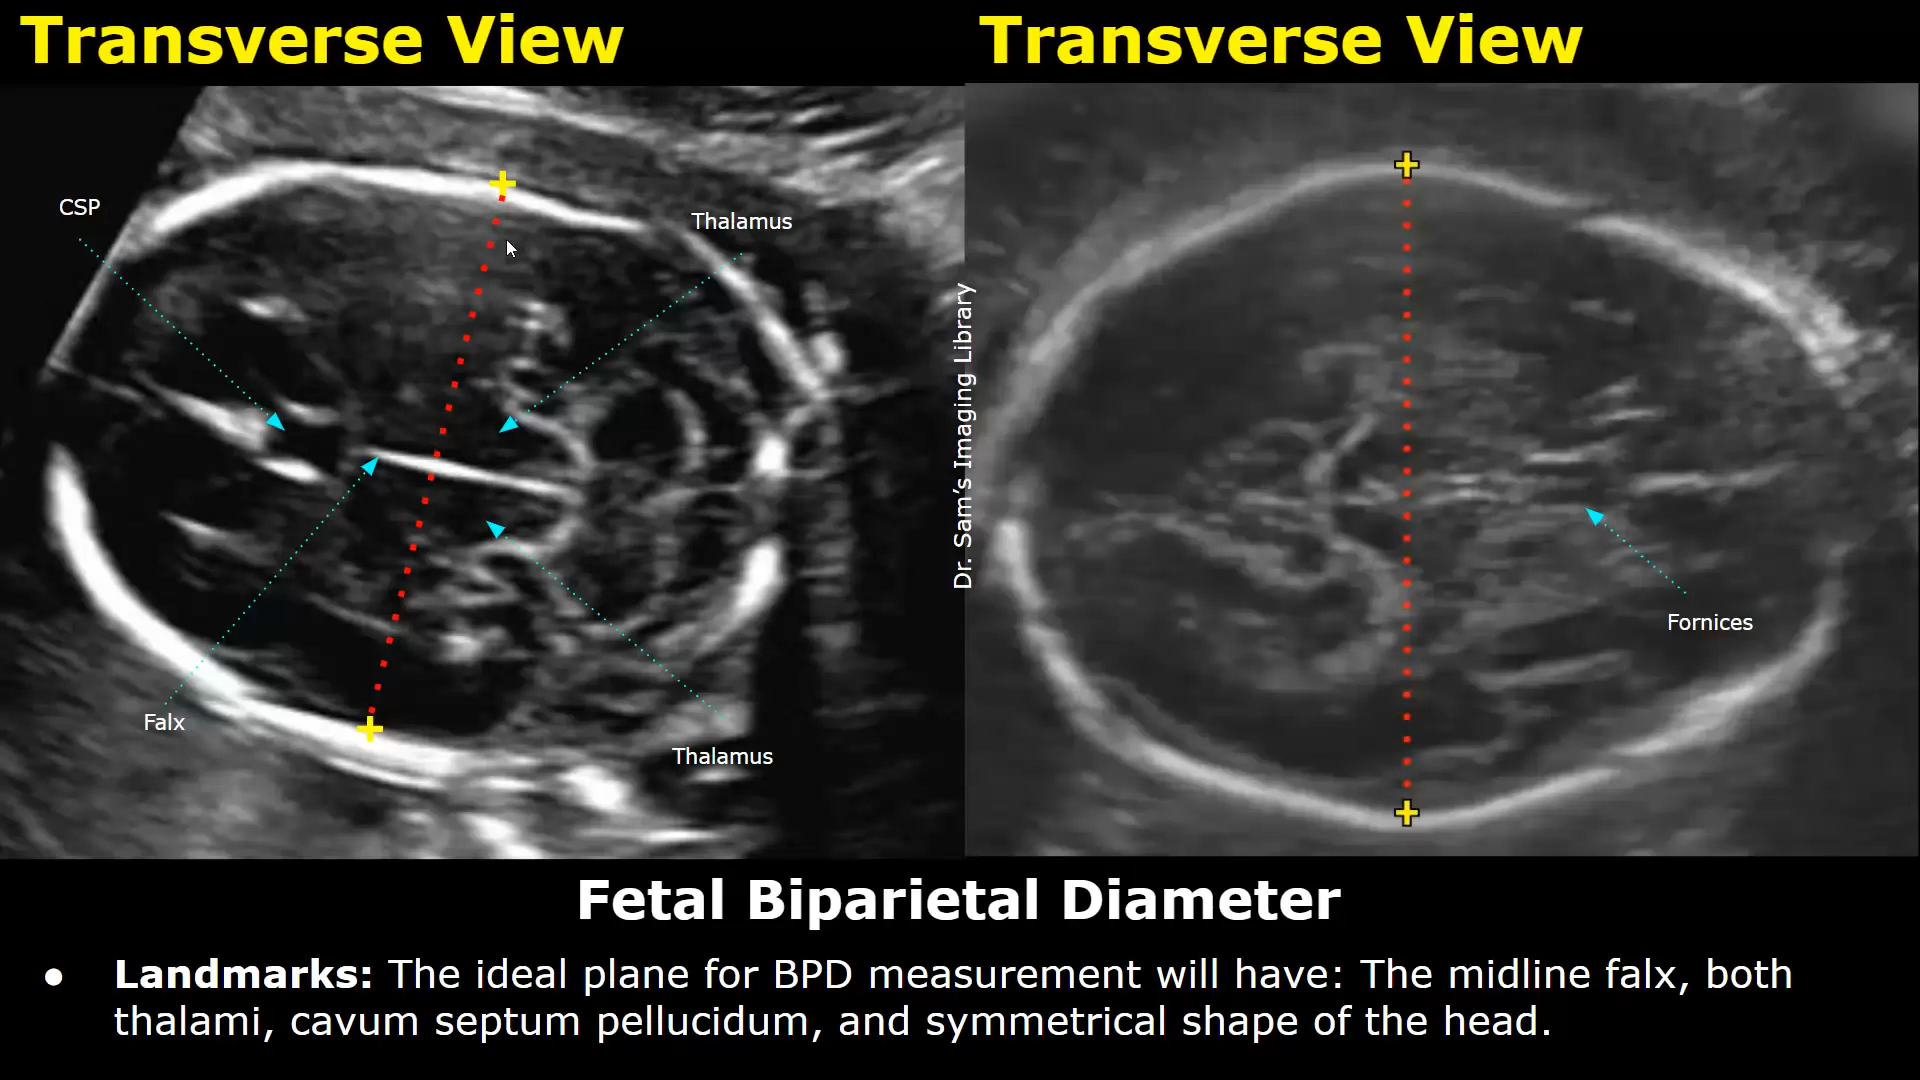 Transverse View
Transverse View
CSP
Thalamus
Dr. Sam's Imaging Library
Fornices
Falx
Thalamus
Fetal Biparietal Diameter
● Landmarks: The ideal plane for BPD measurement will have: The midline falx, both
thalami, cavum septum pellucidum, and symmetrical shape of the head.